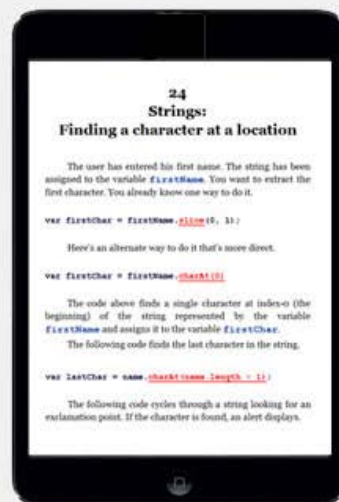 24
Strings:
Finding a character at a location
The user has entered his first name. The string has been
assigned to the variable firstName. You want to extract the
first character. You already know one way to do it.
var firstChar = firstName.slice(0, 1);
Here's an alternate way to do it that's more direct.
var firstChar = firstName.charAt(0)
The code above finds a single character at index-0 (the
beginning) of the string represented by the variable
firstName and assigns it to the variable firstChar.
The following code finds the last character in the string.
var lastChar = name.charAt(name.length - 1);
The following code cycles through a string looking for an
exclamation point. If the character is found, an alert displays.